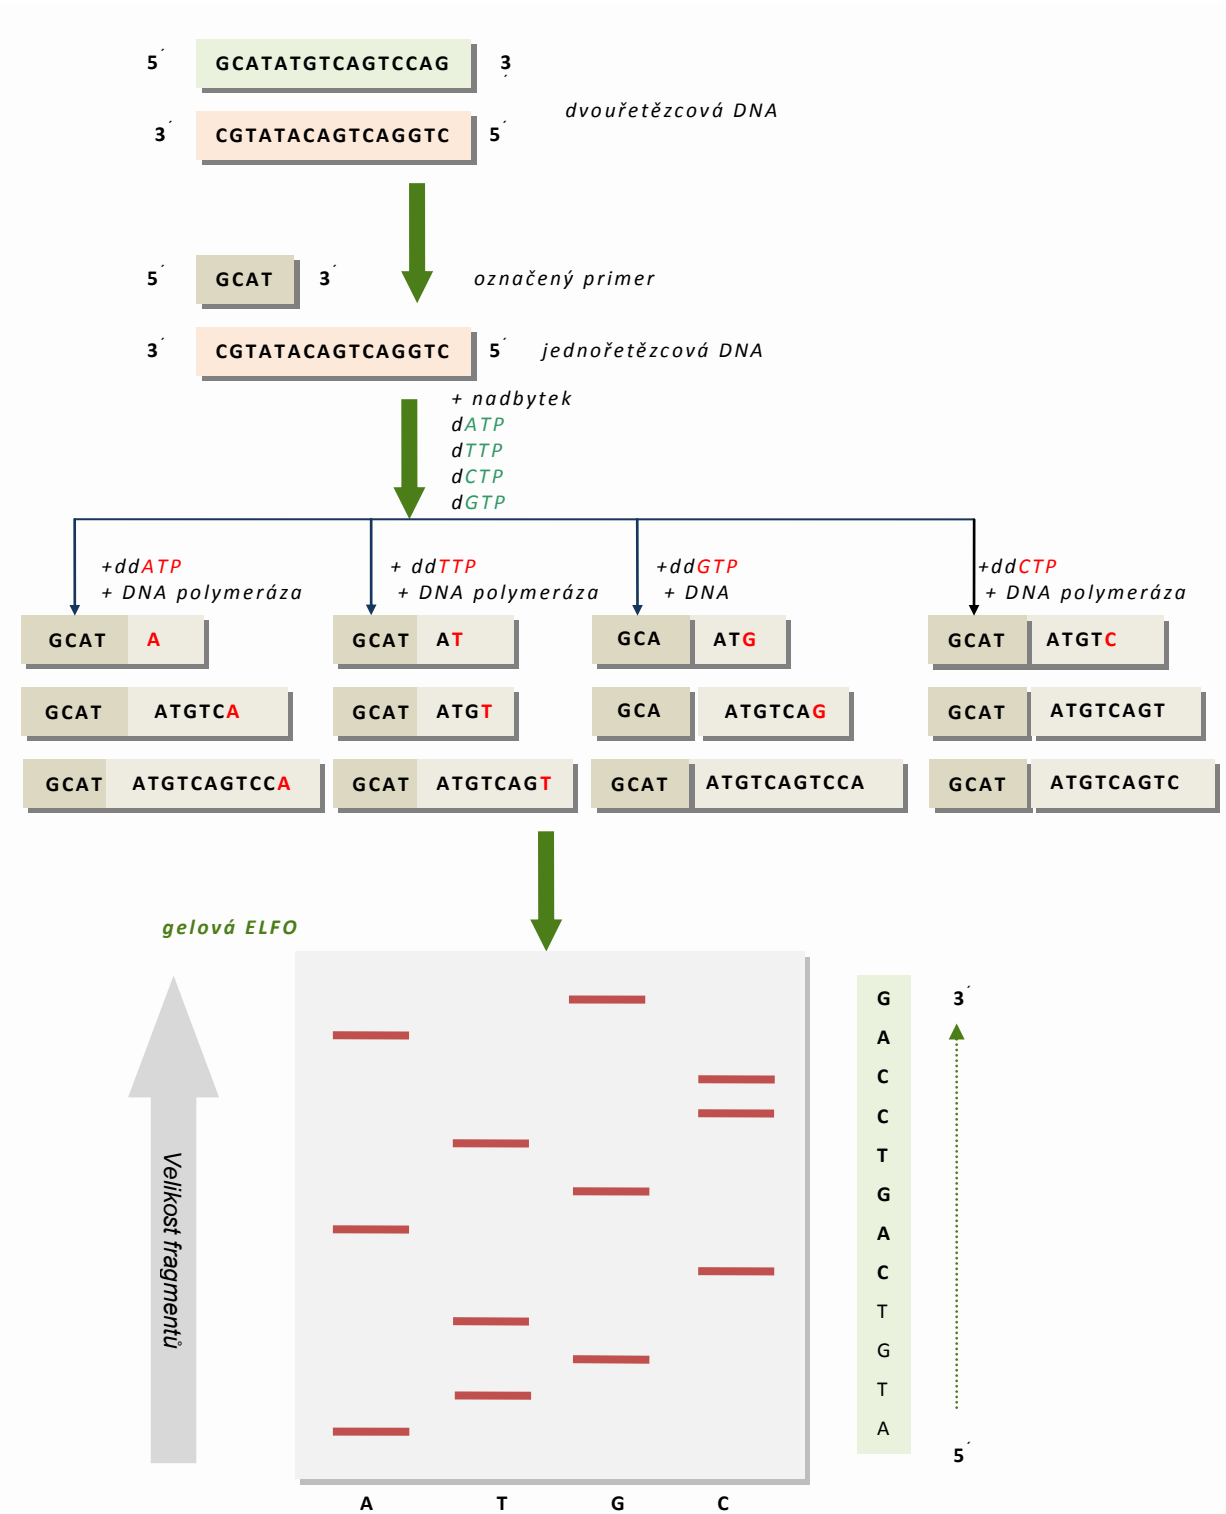 5´ GCATATGTCAGTCCAG 3´
dvouřetězcová DNA
3´ CGTATACAGTCAGGTC 5´
5´ GCAT 3´ označený primer
3´ CGTATACAGTCAGGTC 5´ jednořetězcová DNA
+ nadbytek
dATP
dTTP
dCTP
dGTP
+ddATP
+ DNA polymeráza
+ ddTTP
+ DNA polymeráza
+ddGTP
+ DNA
+ddCTP
+ DNA polymeráza
GCAT A
GCAT AT
GCA ATG
GCAT ATGTC
GCAT ATGTCA
GCAT ATGT
GCA ATGTCAG
GCAT ATGTCAGT
GCAT ATGTCAGTCCA
GCAT ATGTCAGT
GCAT ATGTCAGTCCA
GCAT ATGTCAGTC
gelová ELFO
Velikost fragmentů
G 3´
A
C
C
T
G
A
C
T
G
T
A
5´
A T G C